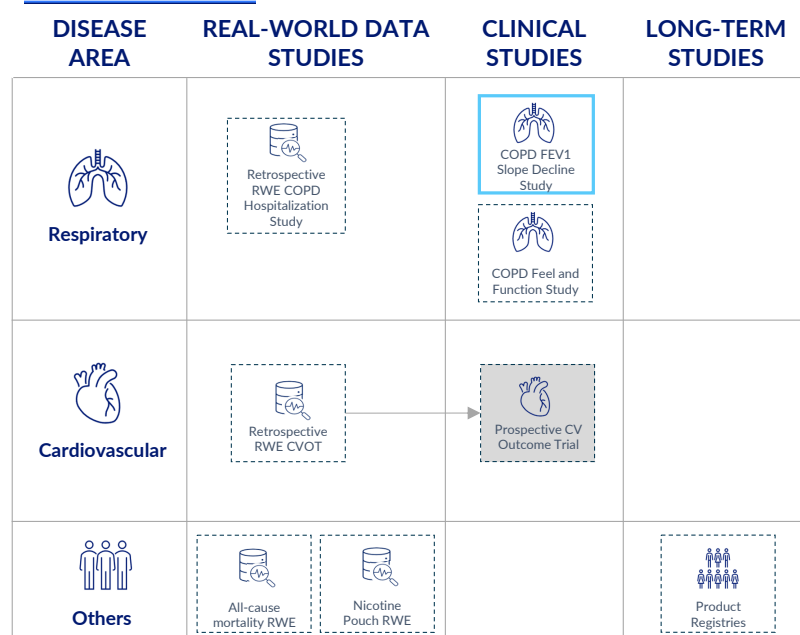 DISEASE
AREA
REAL-WORLD DATA
STUDIES
CLINICAL
STUDIES
LONG-TERM
STUDIES
Respiratory
Retrospective
RWE COPD
Hospitalization
Study
COPD FEV1
Slope Decline
Study
COPD Feel and
Function Study
Cardiovascular
Retrospective
RWE CVOT
Prospective CV
Outcome Trial
Others
All-cause
mortality RWE
Nicotine
Pouch RWE
Product
Registries